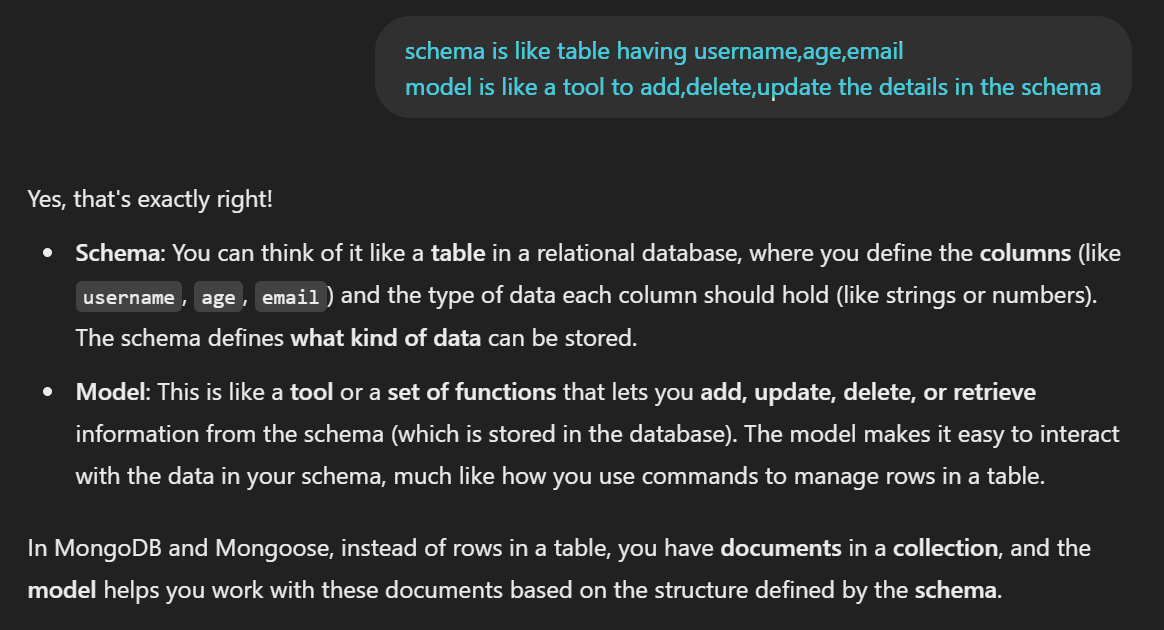 schema is like table having username,age,email
model is like a tool to add,delete,update the details in the schema
Yes, that's exactly right!
• Schema: You can think of it like a table in a relational database, where you define the columns (like
username , age , email ) and the type of data each column should hold (like strings or numbers).
The schema defines what kind of data can be stored.
• Model: This is like a tool or a set of functions that lets you add, update, delete, or retrieve
information from the schema (which is stored in the database). The model makes it easy to interact
with the data in your schema, much like how you use commands to manage rows in a table.
In MongoDB and Mongoose, instead of rows in a table, you have documents in a collection, and the
model helps you work with these documents based on the structure defined by the schema.